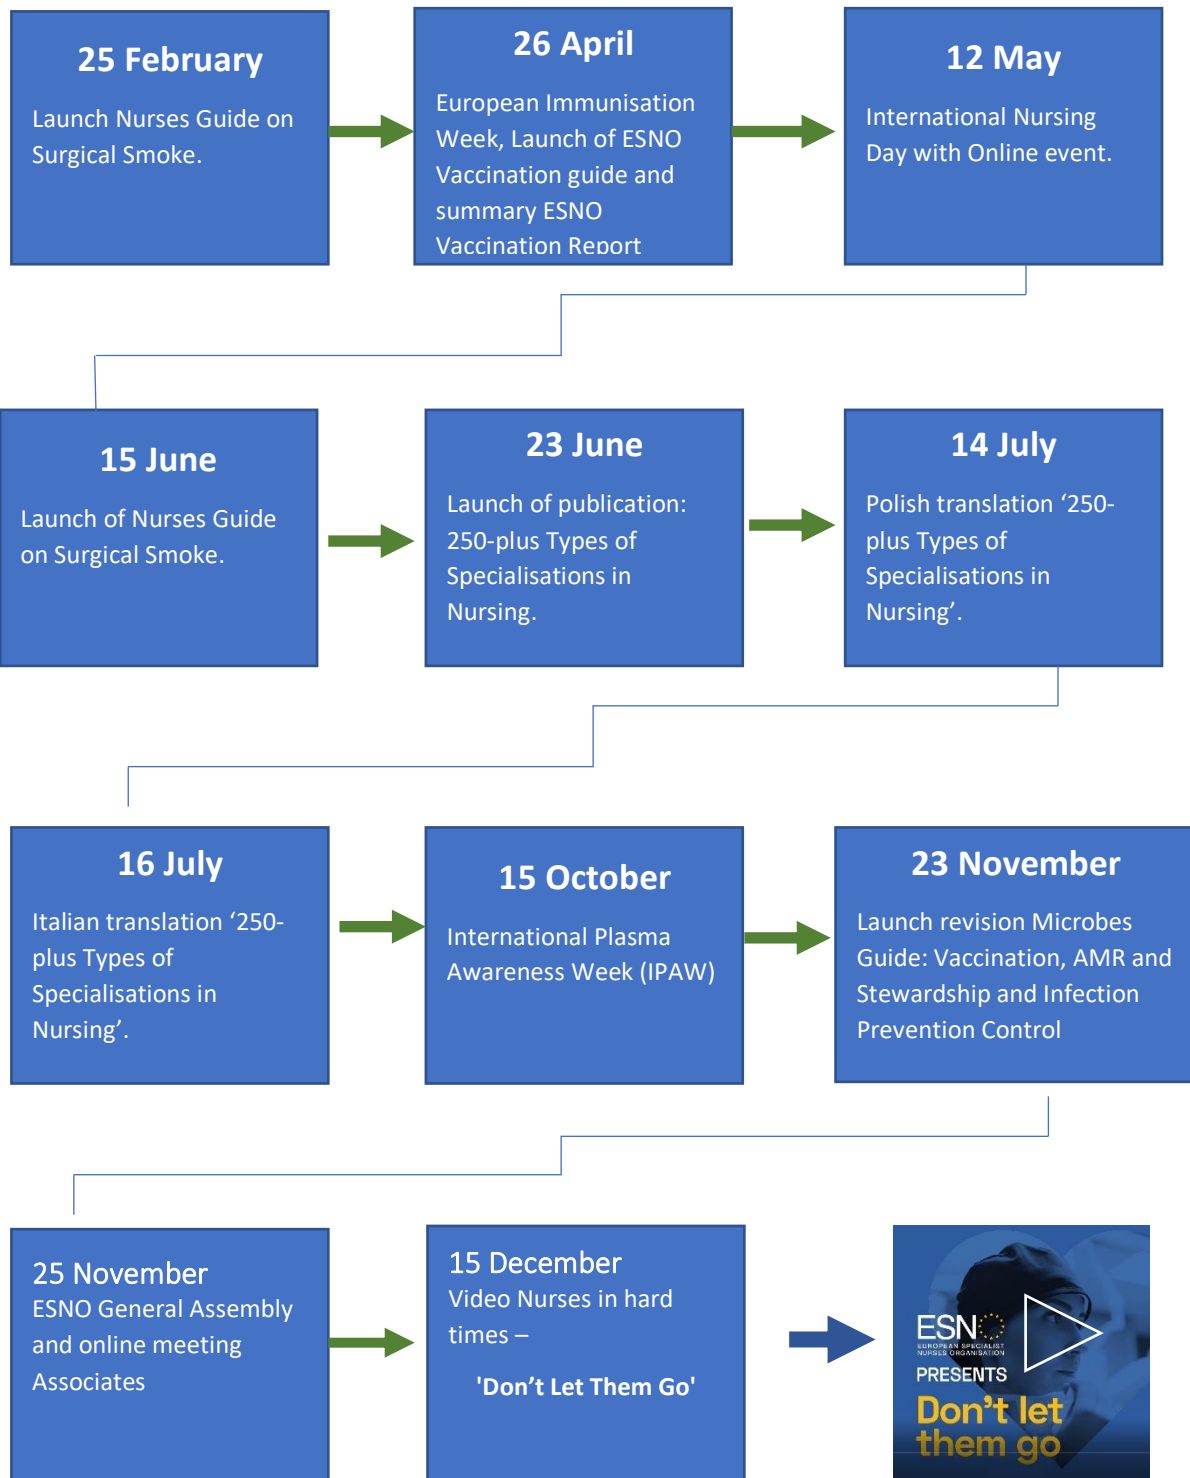 25 February
Launch Nurses Guide on
Surgical Smoke.
26 April
European Immunisation
Week, Launch of ESNO
Vaccination guide and
summary ESNO
Vaccination Report
12 May
International Nursing
Day with Online event.
15 June
Launch of Nurses Guide
on Surgical Smoke.
23 June
Launch of publication:
250-plus Types of
Specialisations in
Nursing.
14 July
Polish translation ‘250-
plus Types of
Specialisations in
Nursing’.
16 July
Italian translation ‘250-
plus Types of
Specialisations in
Nursing’.
15 October
International Plasma
Awareness Week (IPAW)
23 November
Launch revision Microbes
Guide: Vaccination, AMR and
Stewardship and Infection
Prevention Control
25 November
ESNO General Assembly
and online meeting
Associates
15 December
Video Nurses in hard
times –
'Don’t Let Them Go'
ESNO
EUROPEAN SPECIALIST
NURSES ORGANISATION
PRESENTS
Don't let
them go